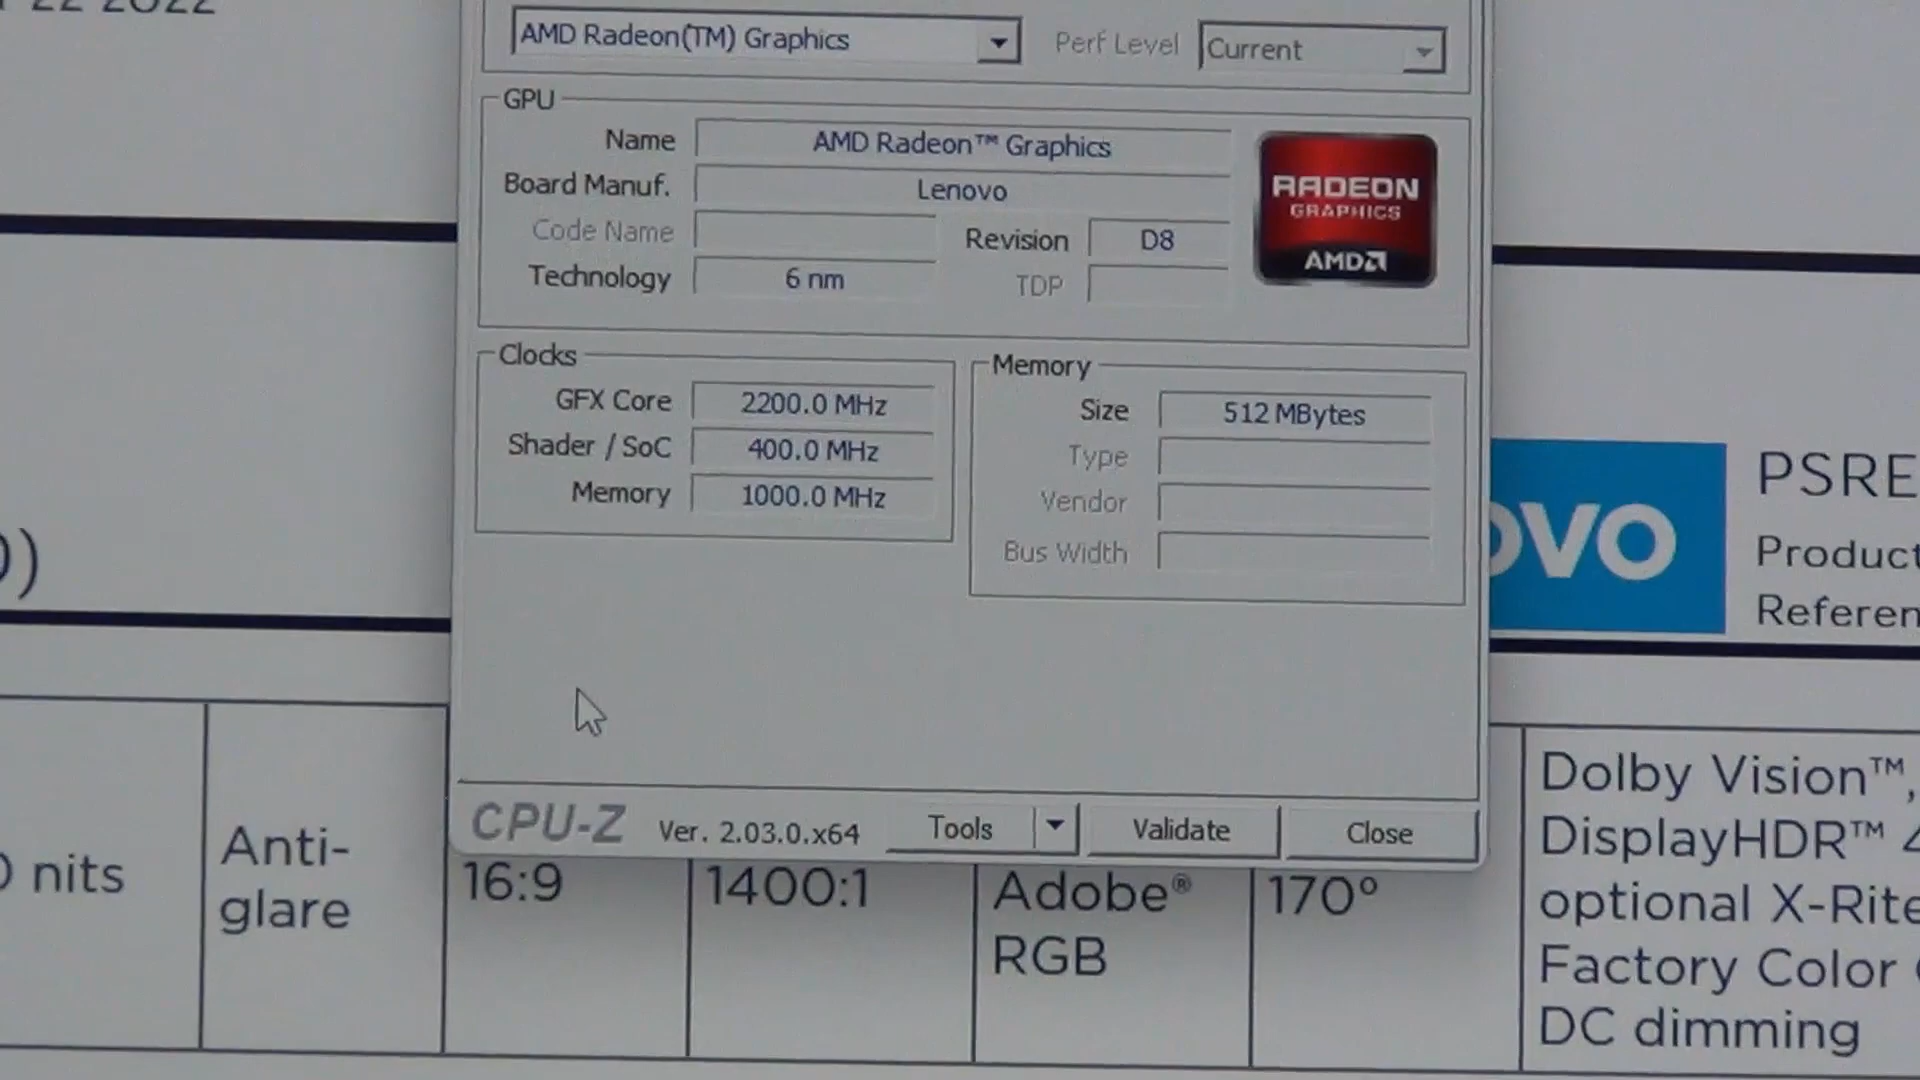 22 2022
AMD Radeon(TM) Graphics
Perf Level
Current
GPU
Name
AMD Radeon™ Graphics
Board Manuf.
Lenovo
Code Name
Revision
D8
Technology
6 nm
TDP
RADEON
GRAPHICS
AMD
Clocks
GFX Core
2200.0 MHz
Shader / SoC
400.0 MHz
Memory
1000.0 MHz
Memory
Size
512 MBytes
Type
Vendor
Bus Width
OVO
PSRE
Product
Referen
CPU-Z
Ver. 2.03.0.x64
Tools
Validate
Close
nits
Anti-
glare
16:9
1400:1
Adobe®
RGB
170°
Dolby Vision™,
DisplayHDR™ 4
optional X-Rite
Factory Color
DC dimming